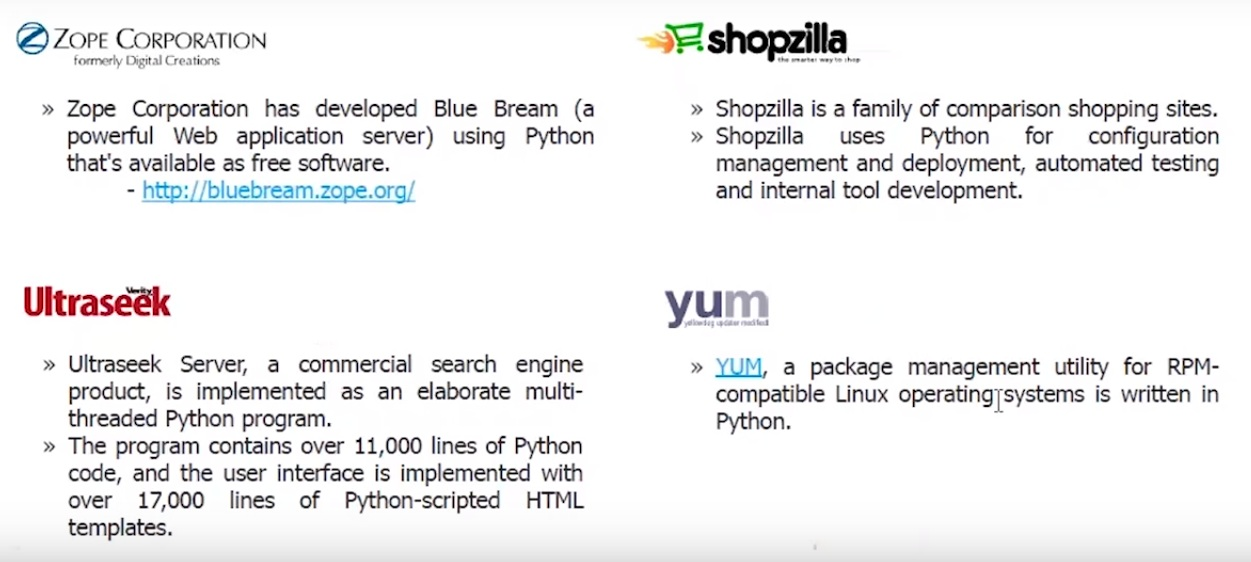 ZOPE CORPORATION
formerly Digital Creations
» Zope Corporation has developed Blue Bream (a
powerful Web application server) using Python
that's available as free software.
- http://bluebream.zope.org/
shopzilla
the smarter way to shop
» Shopzilla is a family of comparison shopping sites.
» Shopzilla uses Python for configuration
management and deployment, automated testing
and internal tool development.
Verity
Ultraseek
» Ultraseek Server, a commercial search engine
product, is implemented as an elaborate multi-
threaded Python program.
» The program contains over 11,000 lines of Python
code, and the user interface is implemented with
over 17,000 lines of Python-scripted HTML
templates.
yum
yellowdog updater modified
» YUM, a package management utility for RPM-
compatible Linux operating systems is written in
Python.